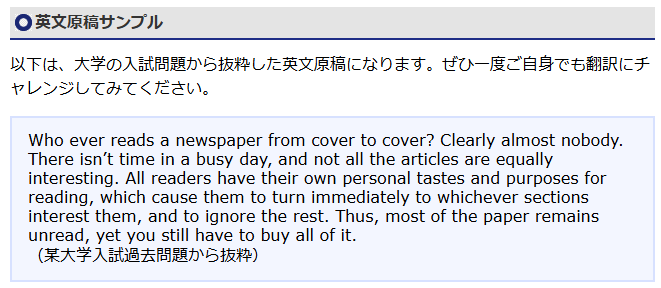 英文原稿サンプル
以下は、大学の入試問題から抜粋した英文原稿になります。ぜひ一度ご自身でも翻訳にチ
ャレンジしてみてください。
Who ever reads a newspaper from cover to cover? Clearly almost nobody.
There isn’t time in a busy day, and not all the articles are equally
interesting. All readers have their own personal tastes and purposes for
reading, which cause them to turn immediately to whichever sections
interest them, and to ignore the rest. Thus, most of the paper remains
unread, yet you still have to buy all of it.
（某大学入試過去問題から抜粋）